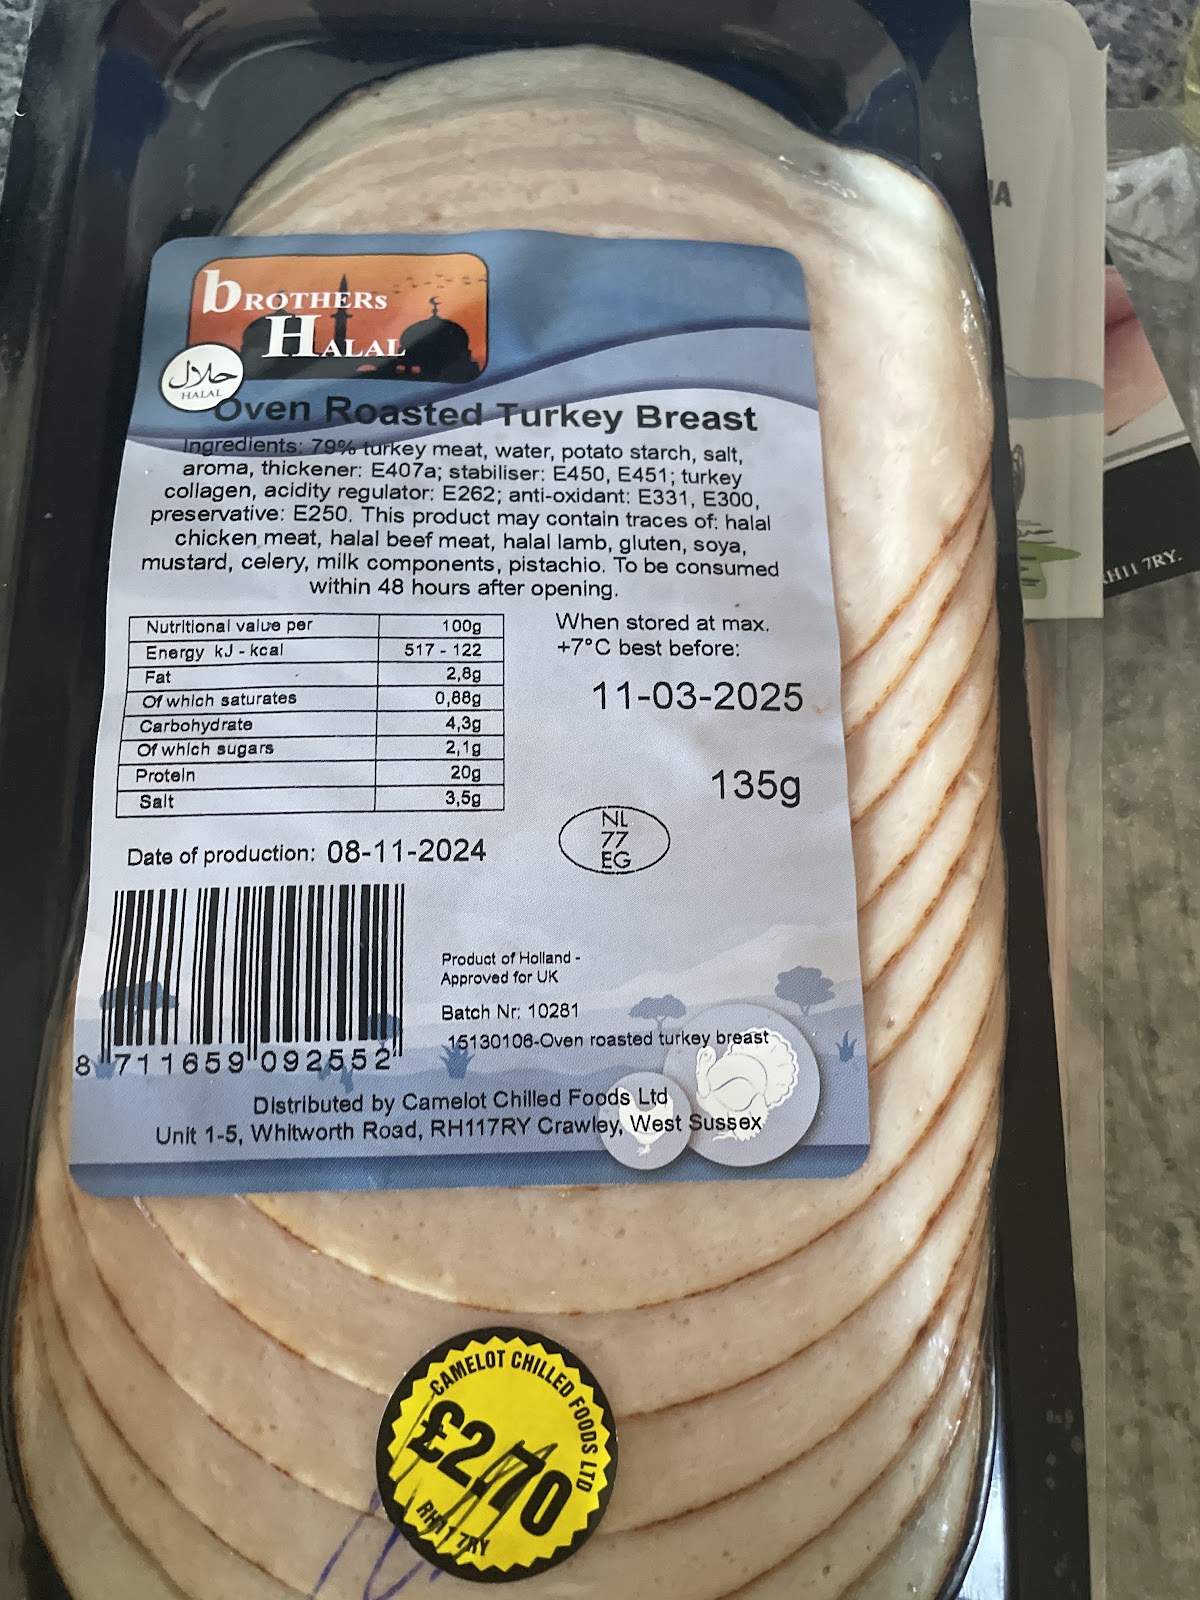 BROTHERS
HALAL
حلال
HALAL
Oven Roasted Turkey Breast
Ingredients: 79% turkey meat, water, potato starch, salt,
aroma, thickener: E407a; stabiliser: E450, E451; turkey
collagen, acidity regulator: E262; anti-oxidant: E331, E300,
preservative: E250. This product may contain traces of: halal
chicken meat, halal beef meat, halal lamb, gluten, soya,
mustard, celery, milk components, pistachio. To be consumed
within 48 hours after opening.
Nutritional value per 100g
Energy kJ - kcal 517 - 122
Fat 2,8g
Of which saturates 0,88g
Carbohydrate 4,3g
Of which sugars 2,1g
Protein 20g
Salt 3,5g
When stored at max.
+7°C best before:
11-03-2025
135g
NL
77
EG
Date of production: 08-11-2024
8 711659 092552
Product of Holland -
Approved for UK
Batch Nr: 10281
15130106-Oven roasted turkey breast
Distributed by Camelot Chilled Foods Ltd
Unit 1-5, Whitworth Road, RH117RY Crawley, West Sussex
CAMELOT CHILLED FOODS LTD
£2.70
RH11 7RY
RH11 7RY.